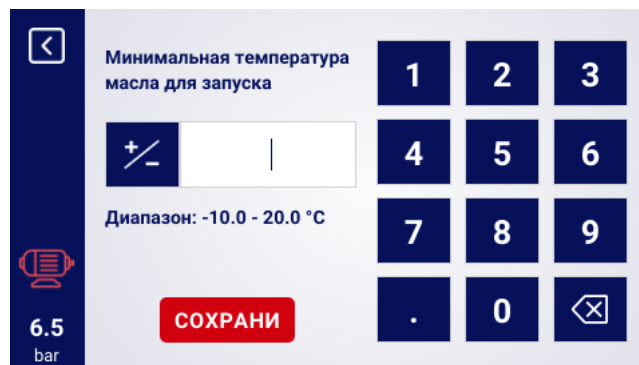 Минимальная температура
масла для запуска
+/-
Диапазон: -10.0 - 20.0 °C
СОХРАНИ
1 2 3
4 5 6
7 8 9
. 0
6.5
bar